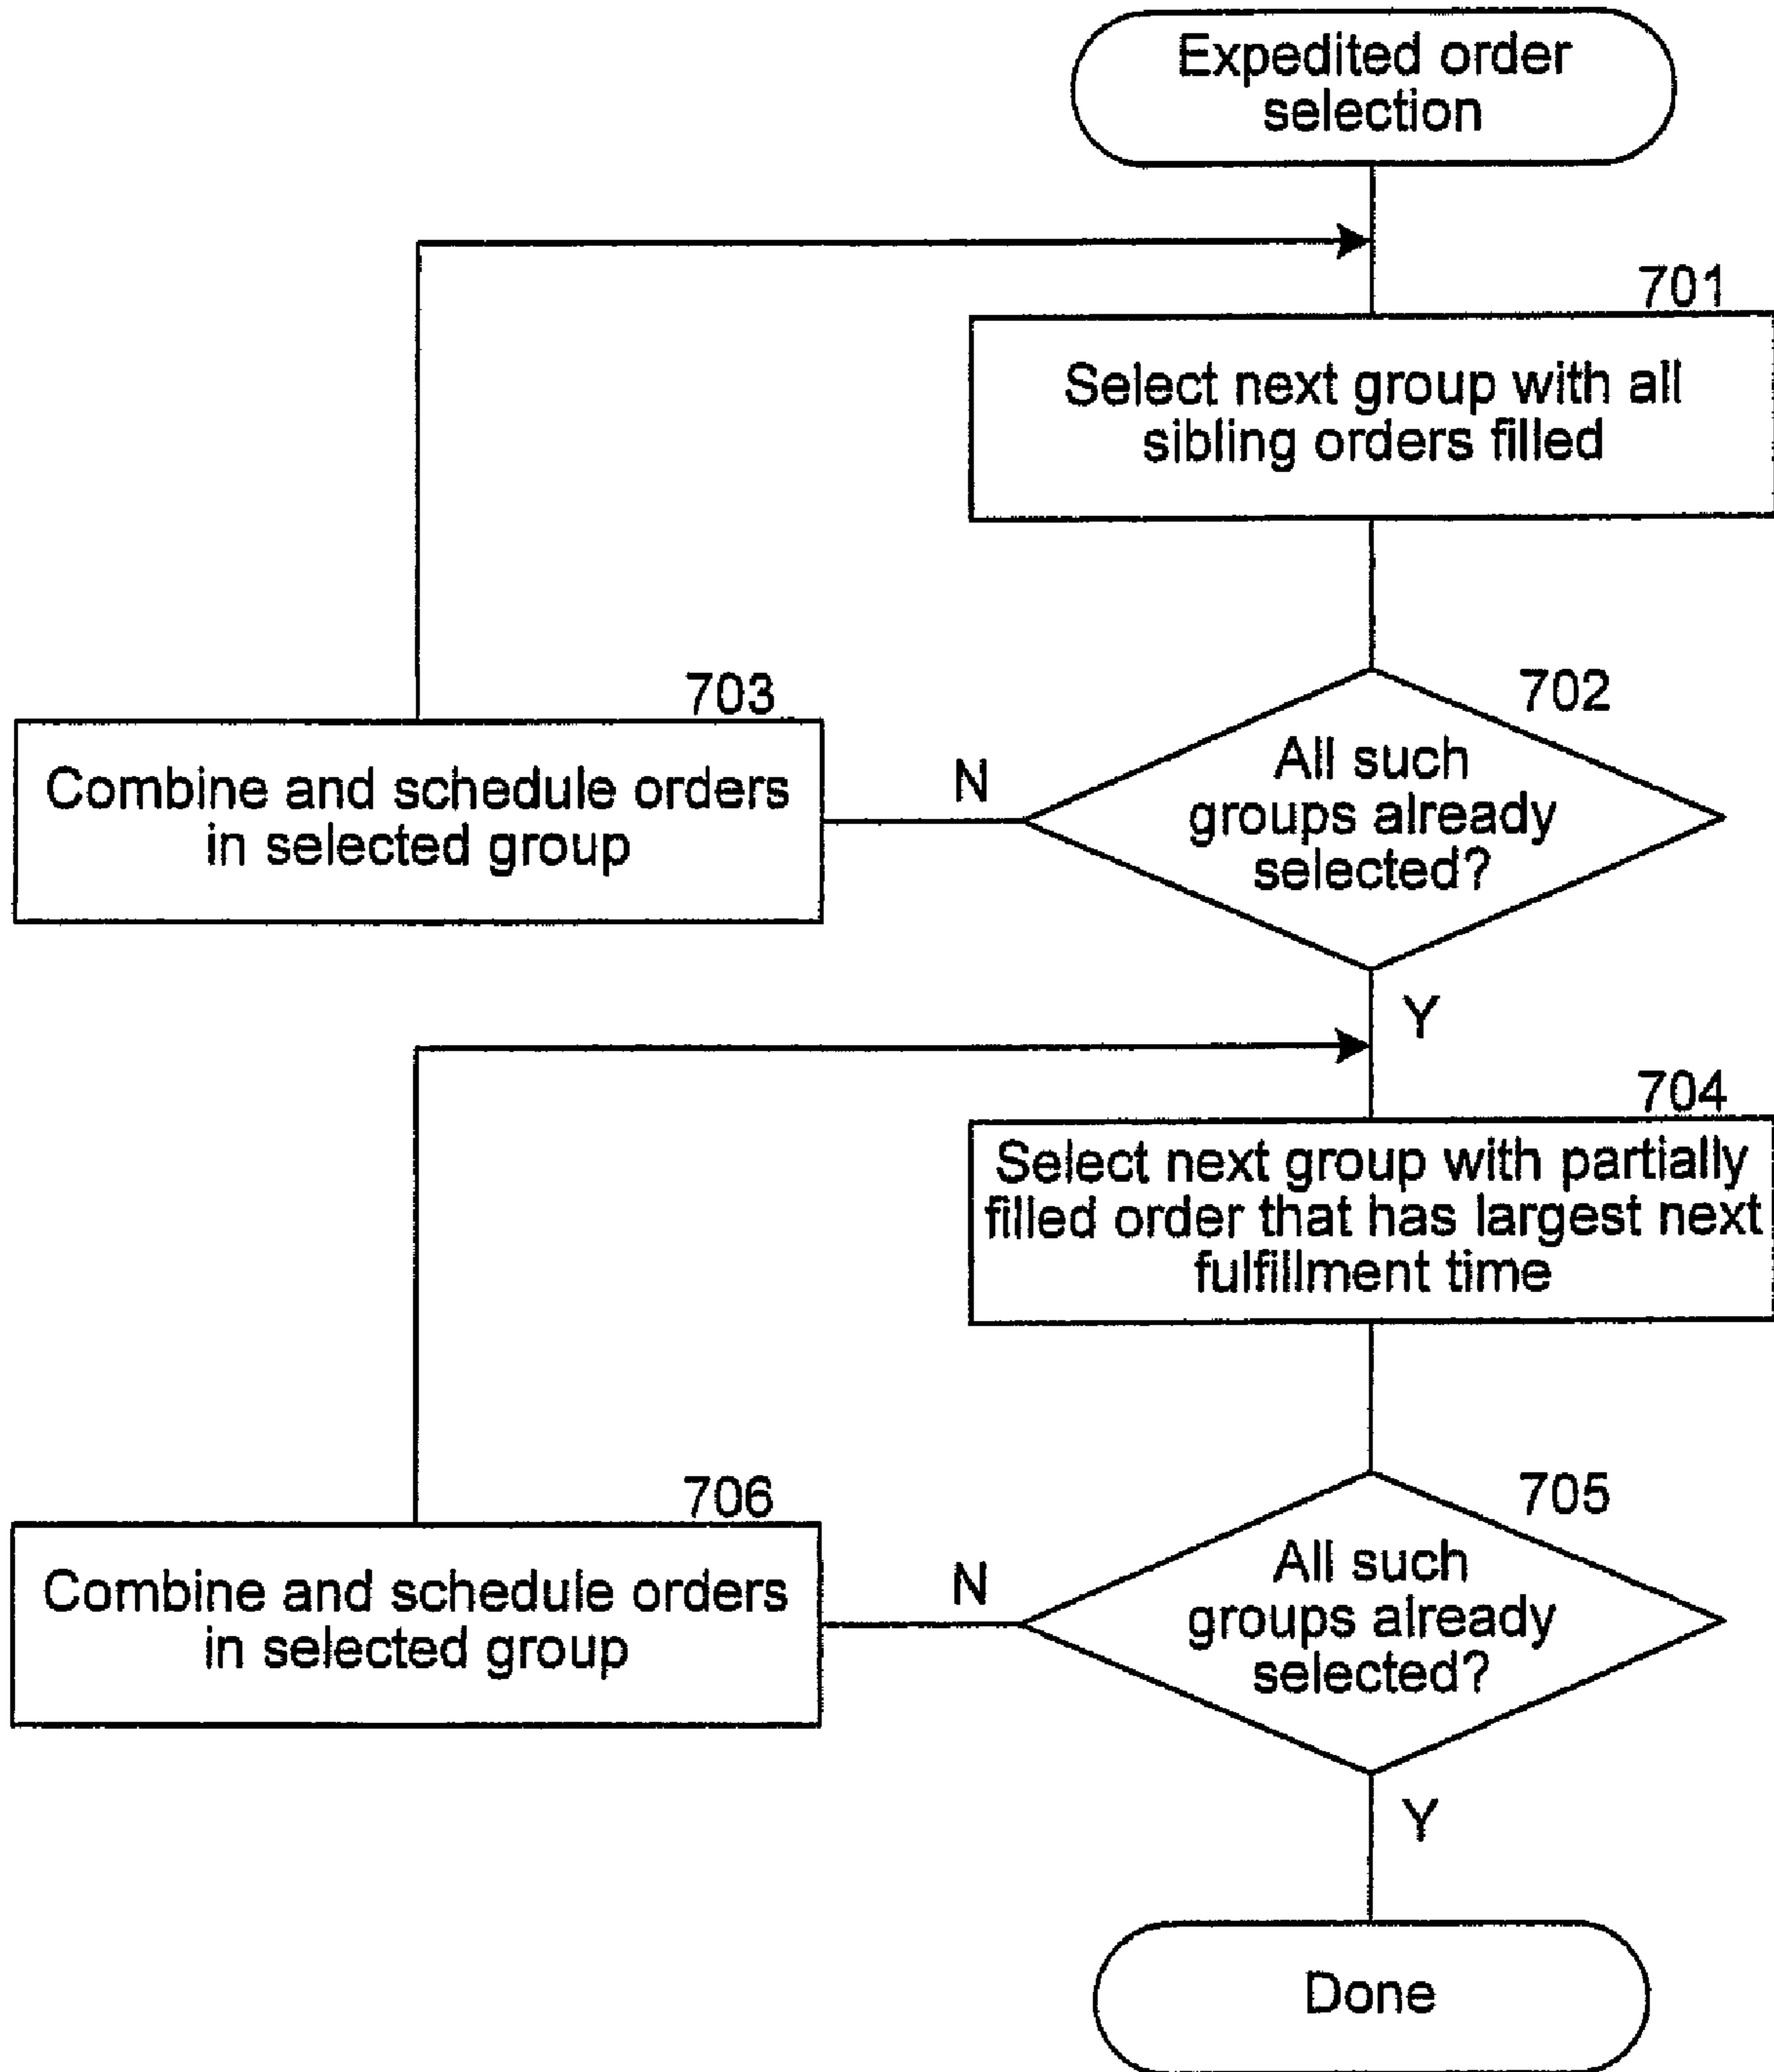 Expedited order
selection
701
Select next group with all
sibling orders filled
702
All such
groups already
selected?
N
703
Combine and schedule orders
in selected group
Y
704
Select next group with partially
filled order that has largest next
fulfillment time
705
All such
groups already
selected?
N
706
Combine and schedule orders
in selected group
Y
Done